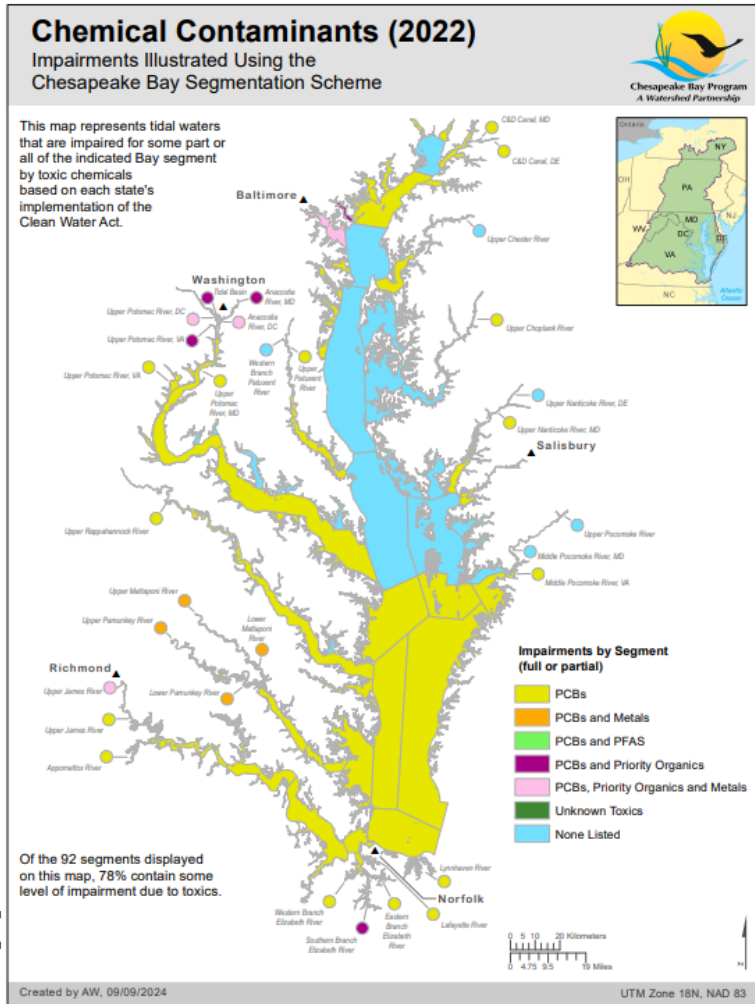 Chemical Contaminants (2022)
Impairments Illustrated Using the
Chesapeake Bay Segmentation Scheme
Chesapeake Bay Program
A Watershed Partnership
This map represents tidal waters
that are impaired for some part or
all of the indicated Bay segment
by toxic chemicals
based on each state's
implementation of the
Clean Water Act.
Ontario
NY
PA
OH
NJ
MD
WV
DC
DE
VA
NC
Atlantic
Ocean
C&D Canal, MD
C&D Canal, DE
Baltimore
Upper Chester River
Washington
Tidal Basin
Anacostia
River, MD
Upper Potomac River, DC
Anacostia
River, DC
Upper Potomac River, VA
Western
Branch
Patuxent
River
Upper
Patuxent
River
Upper Choptank River
Upper Potomac River, VA
Upper
Potomac
River, MD
Upper Nanticoke River, DE
Upper Nanticoke River, MD
Salisbury
Upper Rappahannock River
Upper Pocomoke River
Middle Pocomoke River, MD
Middle Pocomoke River, VA
Upper Mattaponi River
Upper Pamunkey River
Lower
Mattaponi
River
Lower Pamunkey River
Richmond
Upper James River
Upper James River
Appomattox River
Impairments by Segment
(full or partial)
PCBs
PCBs and Metals
PCBs and PFAS
PCBs and Priority Organics
PCBs, Priority Organics and Metals
Unknown Toxics
None Listed
Of the 92 segments displayed
on this map, 78% contain some
level of impairment due to toxics.
Lynnhaven River
Norfolk
Western Branch
Elizabeth River
Southern Branch
Elizabeth River
Eastern
Branch
Elizabeth
River
Lafayette River
0 5 10 20 Kilometers
0 4.75 9.5 19 Miles
Z
Created by AW, 09/09/2024
UTM Zone 18N, NAD 83